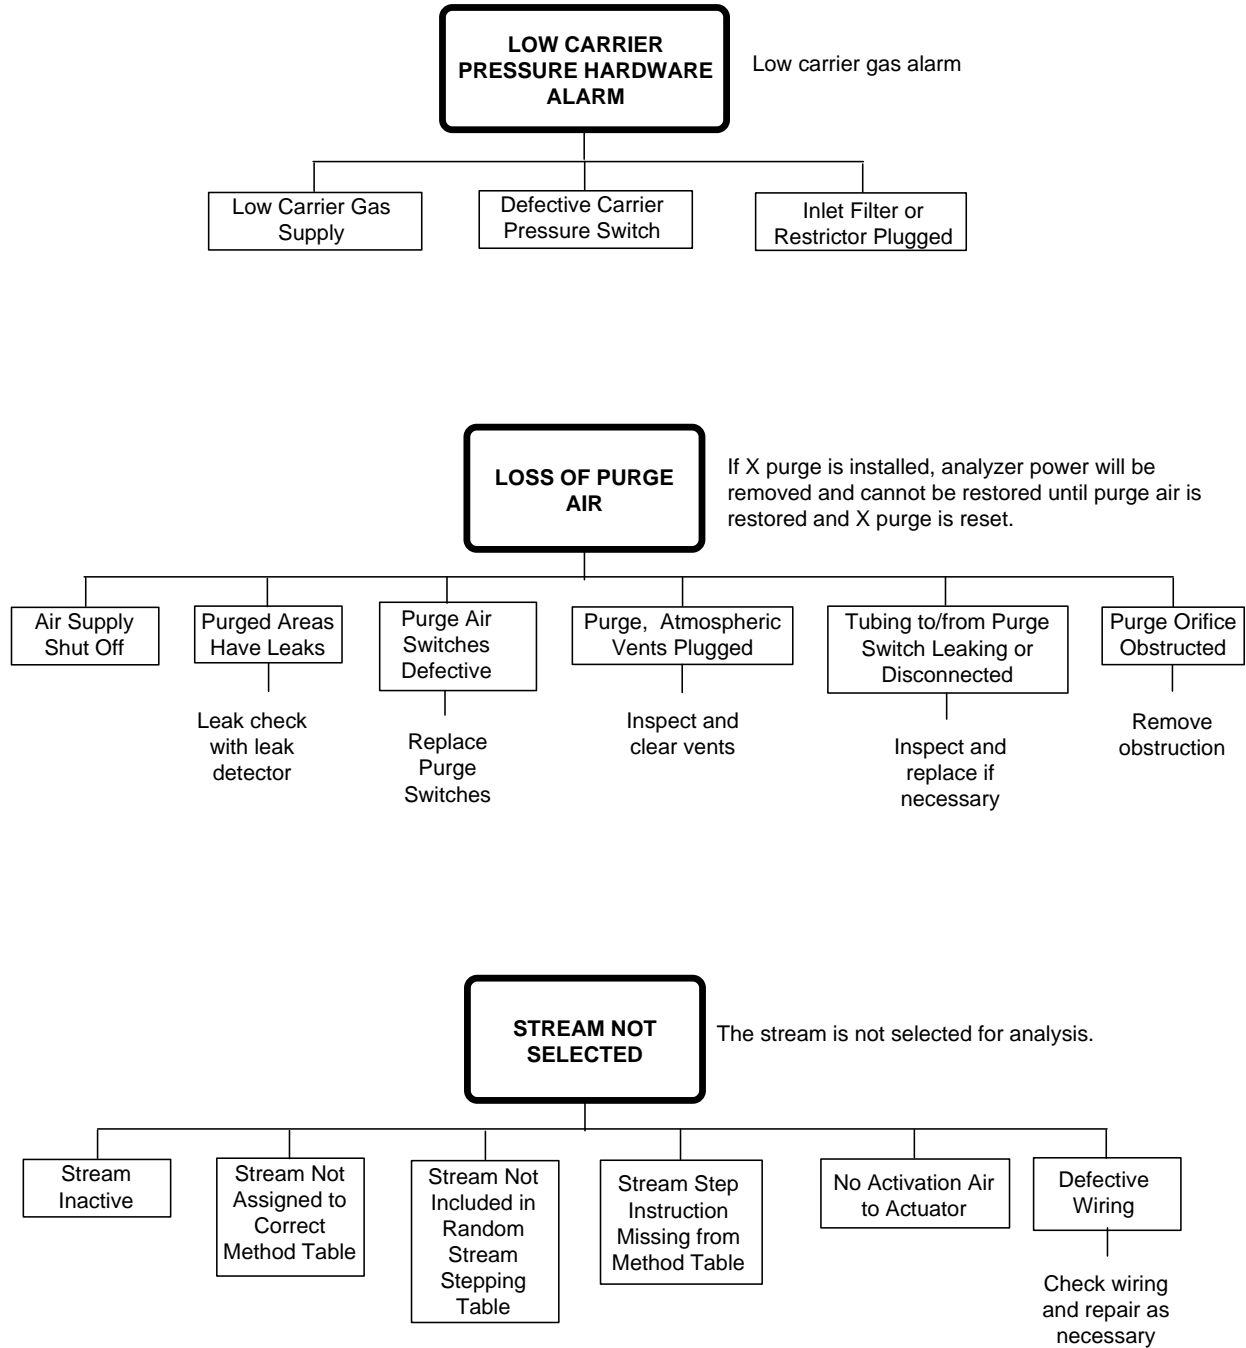 LOW CARRIER
PRESSURE HARDWARE
ALARM
Low carrier gas alarm
Low Carrier Gas
Supply
Defective Carrier
Pressure Switch
Inlet Filter or
Restrictor Plugged
LOSS OF PURGE
AIR
If X purge is installed, analyzer power will be
removed and cannot be restored until purge air is
restored and X purge is reset.
Air Supply
Shut Off
Purged Areas
Have Leaks
Leak check
with leak
detector
Purge Air
Switches
Defective
Replace
Purge
Switches
Purge, Atmospheric
Vents Plugged
Inspect and
clear vents
Tubing to/from Purge
Switch Leaking or
Disconnected
Inspect and
replace if
necessary
Purge Orifice
Obstructed
Remove
obstruction
STREAM NOT
SELECTED
The stream is not selected for analysis.
Stream
Inactive
Stream Not
Assigned to
Correct
Method Table
Stream Not
Included in
Random
Stream
Stepping
Table
Stream Step
Instruction
Missing from
Method Table
No Activation Air
to Actuator
Defective
Wiring
Check wiring
and repair as
necessary